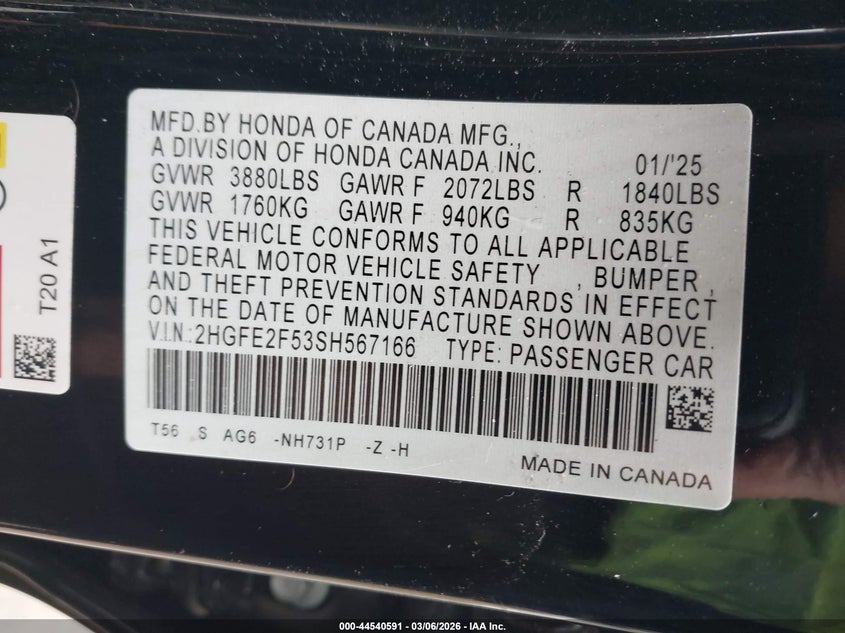 MFD.BY HONDA OF CANADA MFG.,
A DIVISION OF HONDA CANADA INC. 01/'25
GVWR 3880LBS GAWR F 2072LBS R 1840LBS
GVWR 1760KG GAWR F 940KG R 835KG
THIS VEHICLE CONFORMS TO ALL APPLICABLE
FEDERAL MOTOR VEHICLE SAFETY , BUMPER ,
AND THEFT PREVENTION STANDARDS IN EFFECT
ON THE DATE OF MANUFACTURE SHOWN ABOVE.
V.I.N.:2HGFE2F53SH567166 TYPE: PASSENGER CAR
T56 S AG6 -NH731P -Z -H
MADE IN CANADA
T20 A1
000-44540591 - 03/06/2026 - IAA Inc.